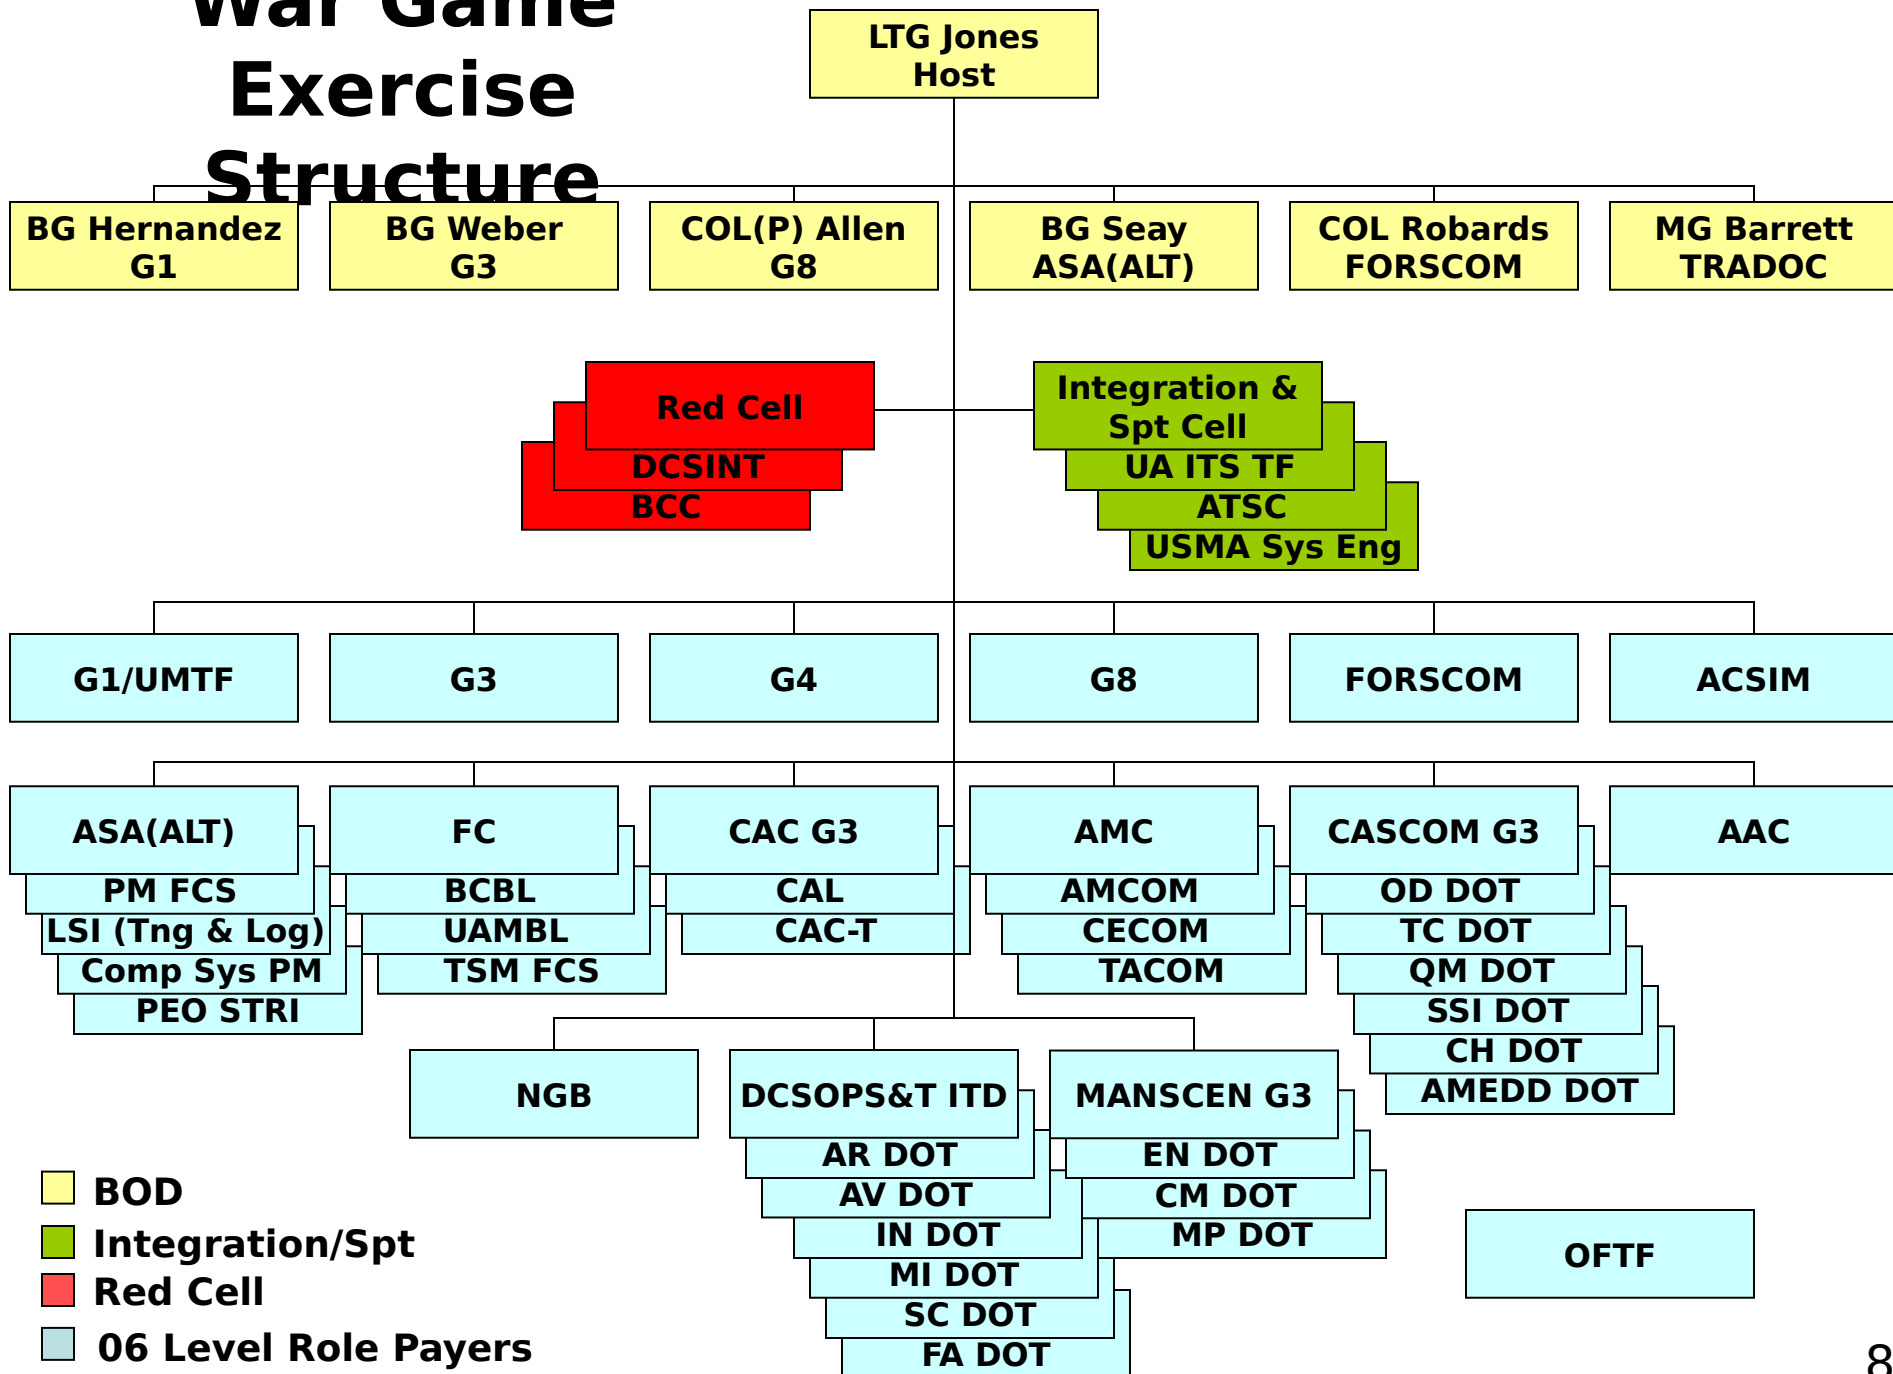 War Game
Exercise
Structure
LTG Jones
Host
BG Hernandez
G1
BG Weber
G3
COL(P) Allen
G8
BG Seay
ASA(ALT)
COL Robards
FORSCOM
MG Barrett
TRADOC
Red Cell
DCSINT
BCC
Integration &
Spt Cell
UA ITS TF
ATSC
USMA Sys Eng
G1/UMTF
G3
G4
G8
FORSCOM
ACSIM
ASA(ALT)
PM FCS
LSI (Tng & Log)
Comp Sys PM
PEO STRI
FC
BCBL
UAMBL
TSM FCS
CAC G3
CAL
CAC-T
AMC
AMCOM
CECOM
TACOM
CASCOM G3
OD DOT
TC DOT
QM DOT
SSI DOT
CH DOT
AMEDD DOT
AAC
NGB
DCSOPS&T ITD
AR DOT
AV DOT
IN DOT
MI DOT
SC DOT
FA DOT
MANSCEN G3
EN DOT
CM DOT
MP DOT
OFTF
BOD
Integration/Spt
Red Cell
06 Level Role Payers
8